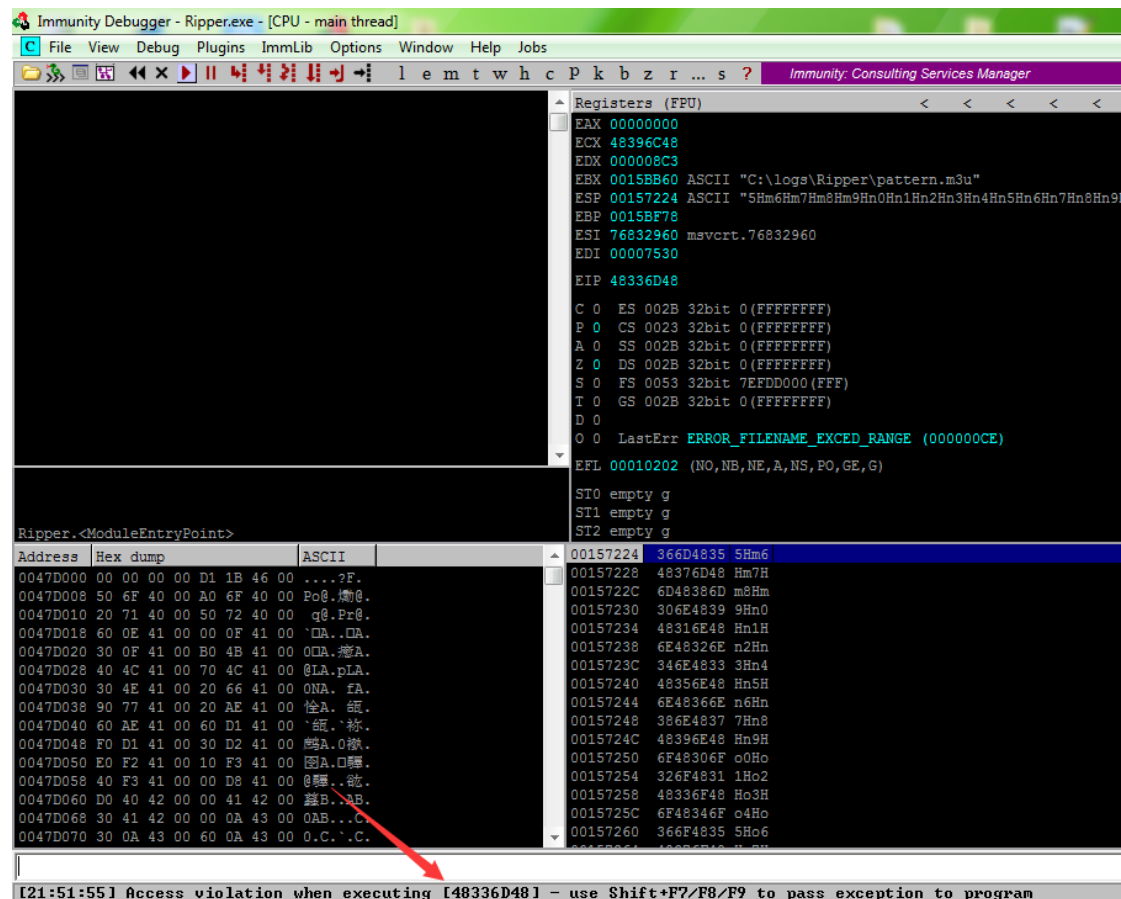 Immunity Debugger - Ripper.exe - [CPU - main thread]
C File View Debug Plugins ImmLib Options Window Help Jobs
l e m t w h c P k b z r ... s ? Immunity: Consulting Services Manager
Registers (FPU) < < < < <
EAX 00000000
ECX 48396C48
EDX 000008C3
EBX 0015BB60 ASCII "C:\logs\Ripper\pattern.m3u"
ESP 00157224 ASCII "5Hm6Hm7Hm8Hm9Hn0Hn1Hn2Hn3Hn4Hn5Hn6Hn7Hn8Hn9
EBP 0015BF78
ESI 76832960 msvcrt.76832960
EDI 00007530
EIP 48336D48
C 0 ES 002B 32bit 0(FFFFFFFF)
P 0 CS 0023 32bit 0(FFFFFFFF)
A 0 SS 002B 32bit 0(FFFFFFFF)
Z 0 DS 002B 32bit 0(FFFFFFFF)
S 0 FS 0053 32bit 7EFDD000(FFF)
T 0 GS 002B 32bit 0(FFFFFFFF)
D 0
O 0 LastErr ERROR_FILENAME_EXCED_RANGE (000000CE)
EFL 00010202 (NO,NB,NE,A,NS,PO,GE,G)
ST0 empty g
ST1 empty g
ST2 empty g
Ripper.<ModuleEntryPoint>
Address Hex dump ASCII
0047D000 00 00 00 00 D1 1B 46 00 ....?F.
0047D008 50 6F 40 00 A0 6F 40 00
0047D010 20 71 40 00 50 72 40 00 q@.Pr@.
0047D018 60 0E 41 00 00 0F 41 00
0047D020 30 0F 41 00 B0 4B 41 00
0047D028 40 4C 41 00 70 4C 41 00 @LA.pLA.
0047D030 30 4E 41 00 20 66 41 00 0NA. fA.
0047D038 90 77 41 00 20 AE 41 00
0047D040 60 AE 41 00 60 D1 41 00
0047D048 F0 D1 41 00 30 D2 41 00
0047D050 E0 F2 41 00 10 F3 41 00
0047D058 40 F3 41 00 00 D8 41 00
0047D060 D0 40 42 00 00 41 42 00
0047D068 30 41 42 00 00 0A 43 00 0AB...C.
0047D070 30 0A 43 00 60 0A 43 00 0.C.`.C.
00157224 366D4835 5Hm6
00157228 48376D48 Hm7H
0015722C 6D48386D m8Hm
00157230 306E4839 9Hn0
00157234 48316E48 Hn1H
00157238 6E48326E n2Hn
0015723C 346E4833 3Hn4
00157240 48356E48 Hn5H
00157244 6E48366E n6Hn
00157248 386E4837 7Hn8
0015724C 48396E48 Hn9H
00157250 6F48306F o0Ho
00157254 326F4831 1Ho2
00157258 48336F48 Ho3H
0015725C 6F48346F o4Ho
00157260 366F4835 5Ho6
[21:51:55] Access violation when executing [48336D48] - use Shift+F7/F8/F9 to pass exception to program